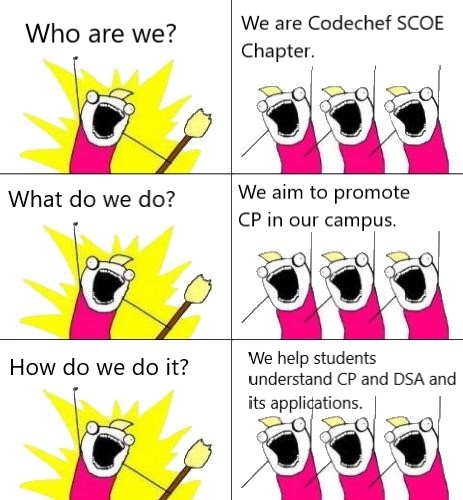 Who are we?
We are Codechef SCOE
Chapter.
What do we do?
We aim to promote
CP in our campus.
How do we do it?
We help students
understand CP and DSA and
its applications.